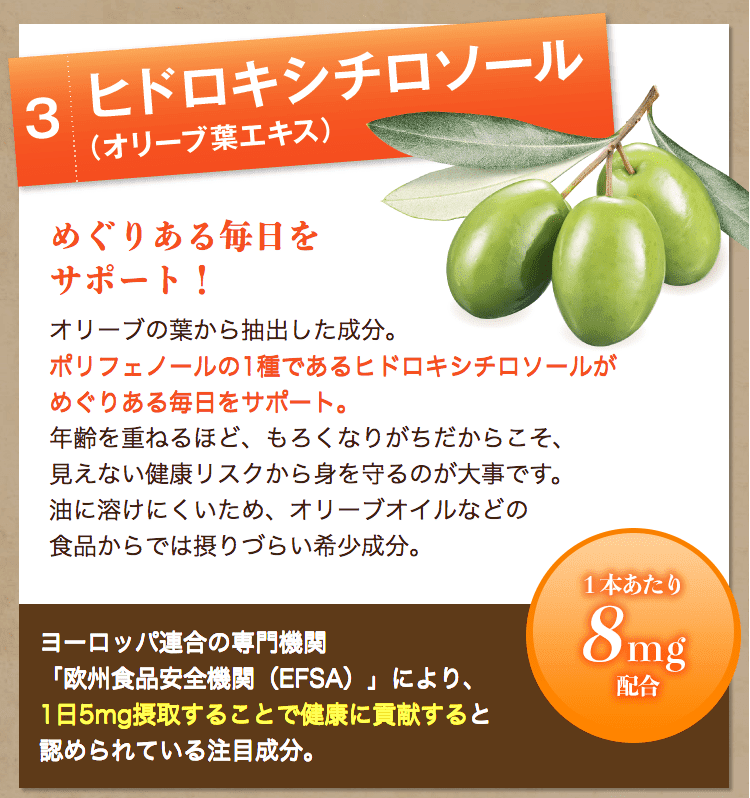 3
ヒドロキシチロソール
（オリーブ葉エキス）
めぐりある毎日を
サポート！
オリーブの葉から抽出した成分。
ポリフェノールの1種であるヒドロキシチロソールが
めぐりある毎日をサポート。
年齢を重ねるほど、もろくなりがちだからこそ、
見えない健康リスクから身を守るのが大事です。
油に溶けにくいため、オリーブオイルなどの
食品からでは摂りづらい希少成分。
1本あたり
8mg
配合
ヨーロッパ連合の専門機関
「欧州食品安全機関（EFSA）」により、
1日5mg摂取することで健康に貢献すると
認められている注目成分。